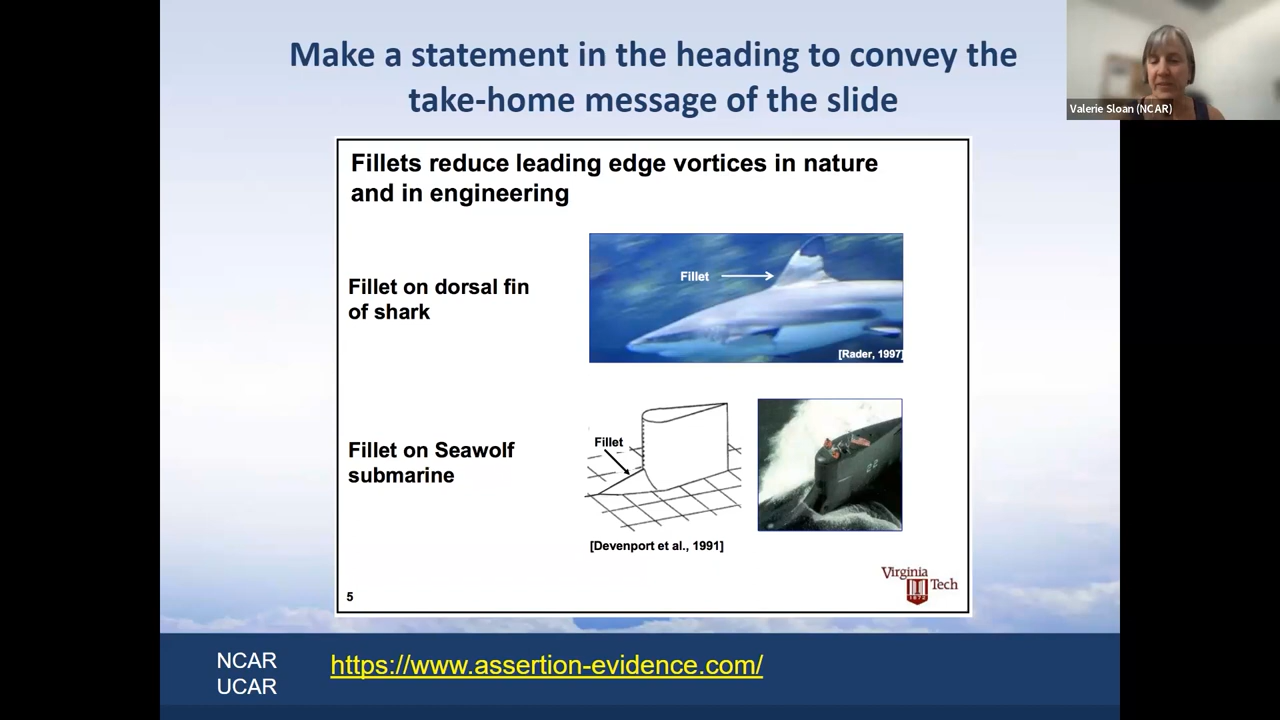 Make a statement in the heading to convey the
take-home message of the slide
Valerie Sloan (NCAR)
Fillets reduce leading edge vortices in nature
and in engineering
Fillet on dorsal fin
of shark
Fillet
[Rader, 1997]
Fillet on Seawolf
submarine
Fillet
22
[Devenport et al., 1991]
5
Virginia
Tech
1872
NCAR
UCAR
https://www.assertion-evidence.com/